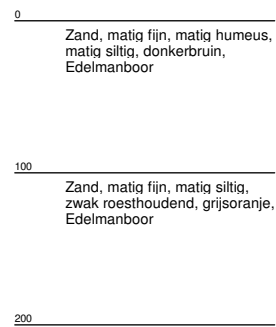 0
Zand, matig fijn, matig humeus,
matig siltig, donkerbruin,
Edelmanboor
100
Zand, matig fijn, matig siltig,
zwak roesthoudend, grijsoranje,
Edelmanboor
200